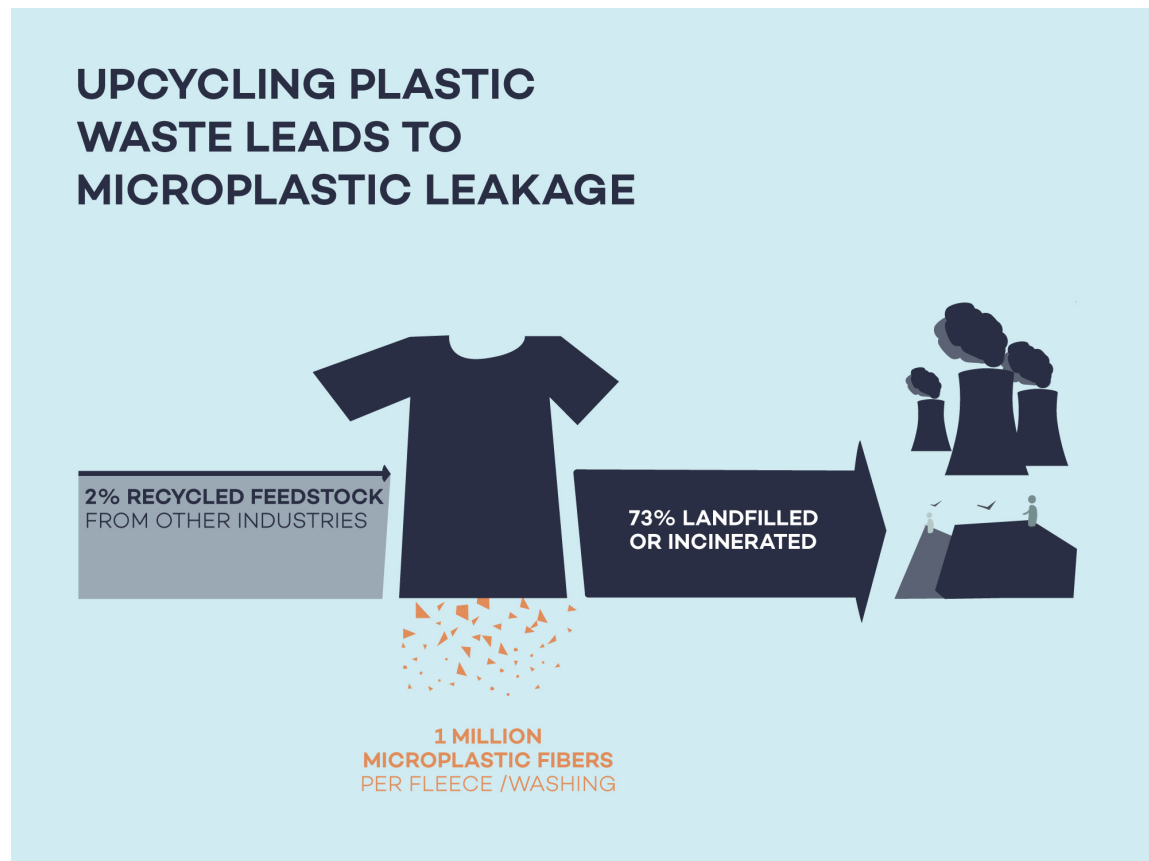 UPCYCLING PLASTIC
WASTE LEADS TO
MICROPLASTIC LEAKAGE
2% RECYCLED FEEDSTOCK
FROM OTHER INDUSTRIES
73% LANDFILLED
OR INCINERATED
1 MILLION
MICROPLASTIC FIBERS
PER FLEECE /WASHING